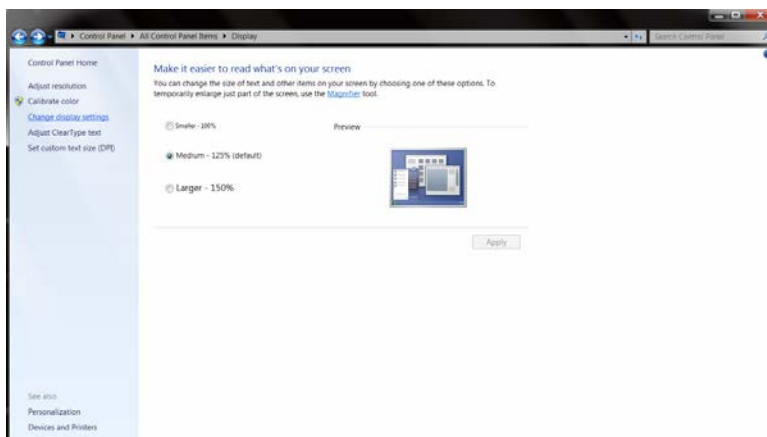 Control Panel ▸ All Control Panel Items ▸ Display
Search Control Panel
Control Panel Home
Adjust resolution
Calibrate color
Change display settings
Adjust ClearType text
Set custom text size (DPI)
Make it easier to read what's on your screen
You can change the size of text and other items on your screen by choosing one of these options. To
temporarily enlarge just part of the screen, use the Magnifier tool.
Smaller - 100%
Preview
Medium - 125% (default)
Larger - 150%
Apply
See also
Personalization
Devices and Printers